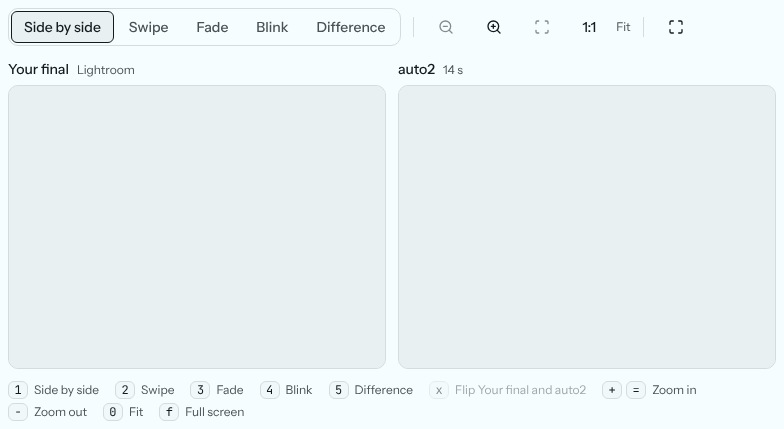 Side by side Swipe Fade Blink Difference 1:1 Fit
Your final Lightroom
auto2 14 s
1 Side by side 2 Swipe 3 Fade 4 Blink 5 Difference x Flip Your final and auto2 + = Zoom in
- Zoom out 0 Fit f Full screen